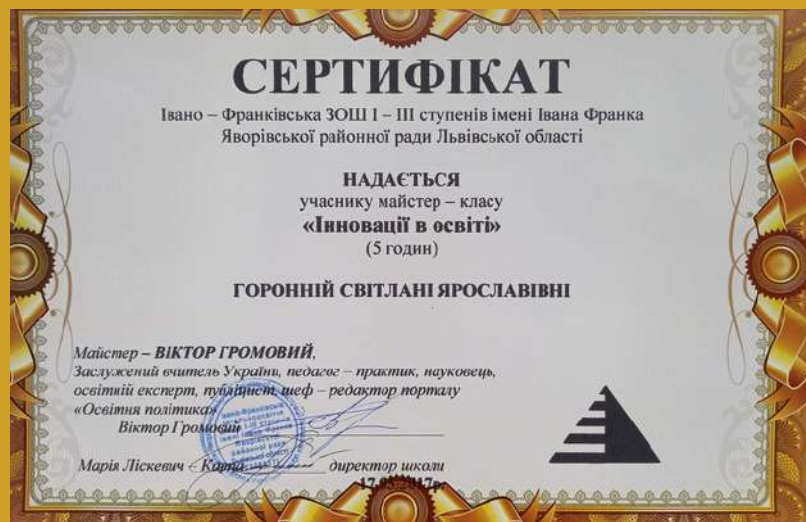 СЕРТИФІКАТ
Івано – Франківська ЗОШ І – ІІІ ступенів імені Івана Франка
Яворівської районної ради Львівської області
НАДАЄТЬСЯ
учаснику майстер – класу
«Інновації в освіті»
(5 годин)
ГОРОННІЙ СВІТЛАНІ ЯРОСЛАВІВНІ
Майстер – ВІКТОР ГРОМОВИЙ,
Заслужений вчитель України, педагог – практик, науковець,
освітній експерт, публіцист, шеф – редактор порталу
«Освітня політика»
Віктор Громовий
Марія Ліскевич – директор школи